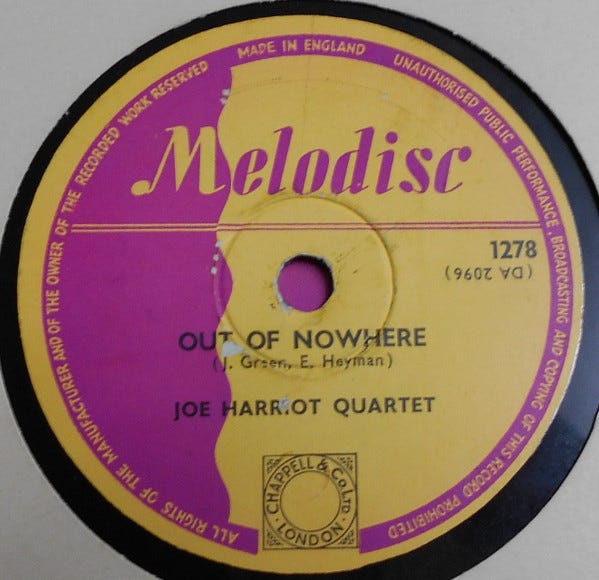 ALL RIGHTS OF THE MANUFACTURER AND OF THE OWNER OF THE RECORDED WORK RESERVED
MADE IN ENGLAND
UNAUTHORISED PUBLIC PERFORMANCE, BROADCASTING AND COPYING OF THIS RECORD PROHIBITED
Melodisc
1278
(DA 2096)
OUT OF NOWHERE
(J. Green, E. Heyman)
JOE HARRIOT QUARTET
CHAPPELL & Co. LTD
· LONDON ·